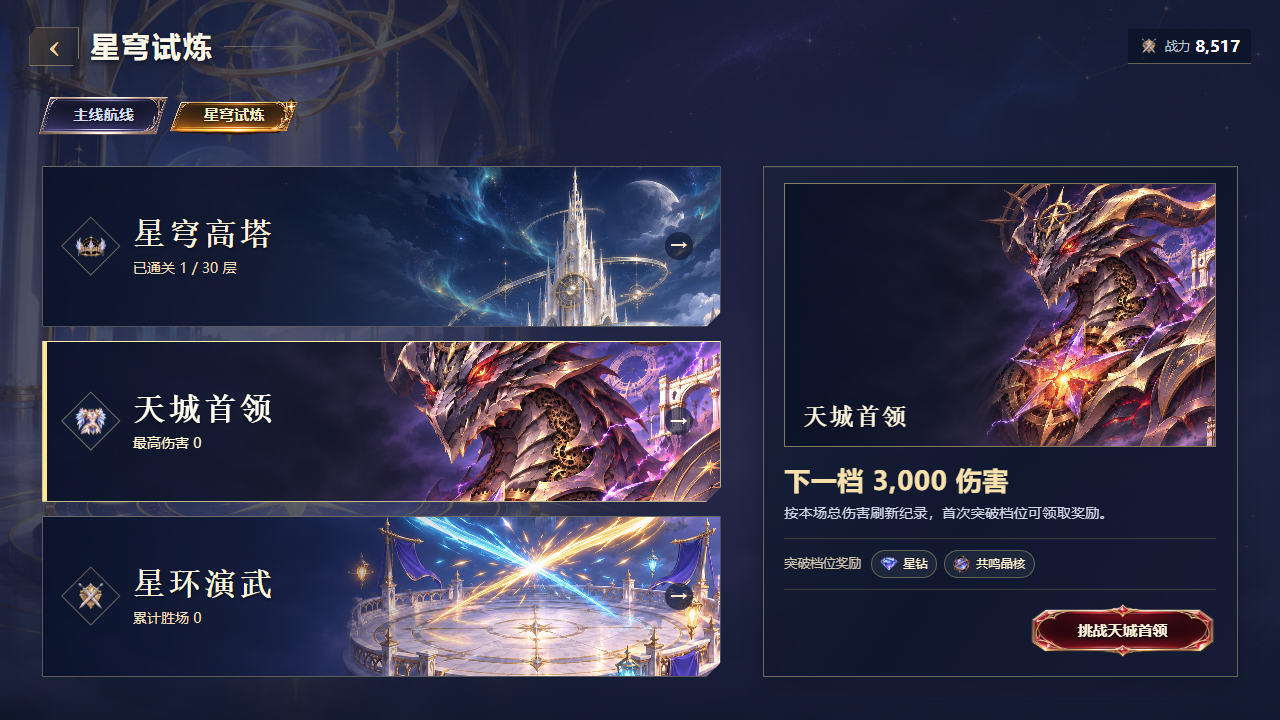 星穹试炼
战力 8,517
主线航线
星穹试炼
星穹高塔
已通关 1 / 30 层
天城首领
最高伤害 0
星环演武
累计胜场 0
天城首领
下一档 3,000 伤害
按本场总伤害刷新纪录，首次突破档位可领取奖励。
突破档位奖励 星钻 共鸣晶核
挑战天城首领